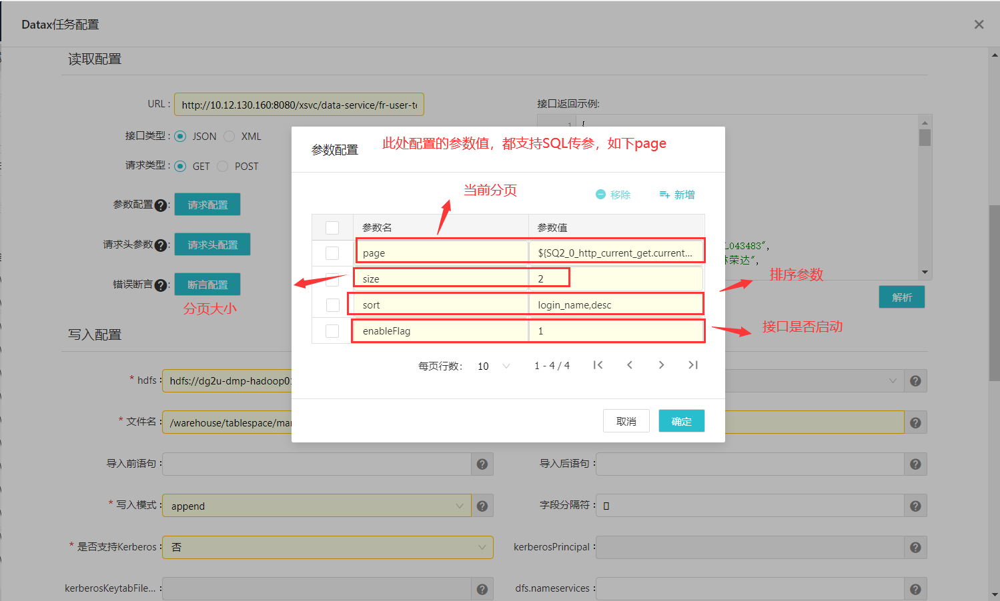 Datax任务配置
读取配置
URL :
http://10.12.130.160:8080/xsvc/data-service/fr-user-te
接口返回示例:
1
{
接口类型 :
JSON
XML
请求类型 :
GET
POST
参数配置?:
请求配置
请求头参数?:
请求头配置
错误断言?:
断言配置
分页大小
参数配置
此处配置的参数值，都支持SQL传参，如下page
当前分页
移除
新增
参数名
参数值
page
${SQ2_0_http_current_get.current...
size
2
sort
login_name,desc
enableFlag
1
每页行数:
10
1 - 4 / 4
取消
确定
L043483",
荣达",
排序参数
解析
接口是否启动
写入配置
* hdfs :
hdfs://dg2u-dmp-hadoop0
?
* 文件名 :
/warehouse/tablespace/mar
?
导入前语句 :
?
导入后语句 :
?
* 写入模式 :
append
?
字段分隔符 :
?
* 是否支持Kerberos :
否
kerberosPrincipal :
?
kerberosKeytabFile... :
?
dfs.nameservices :
?